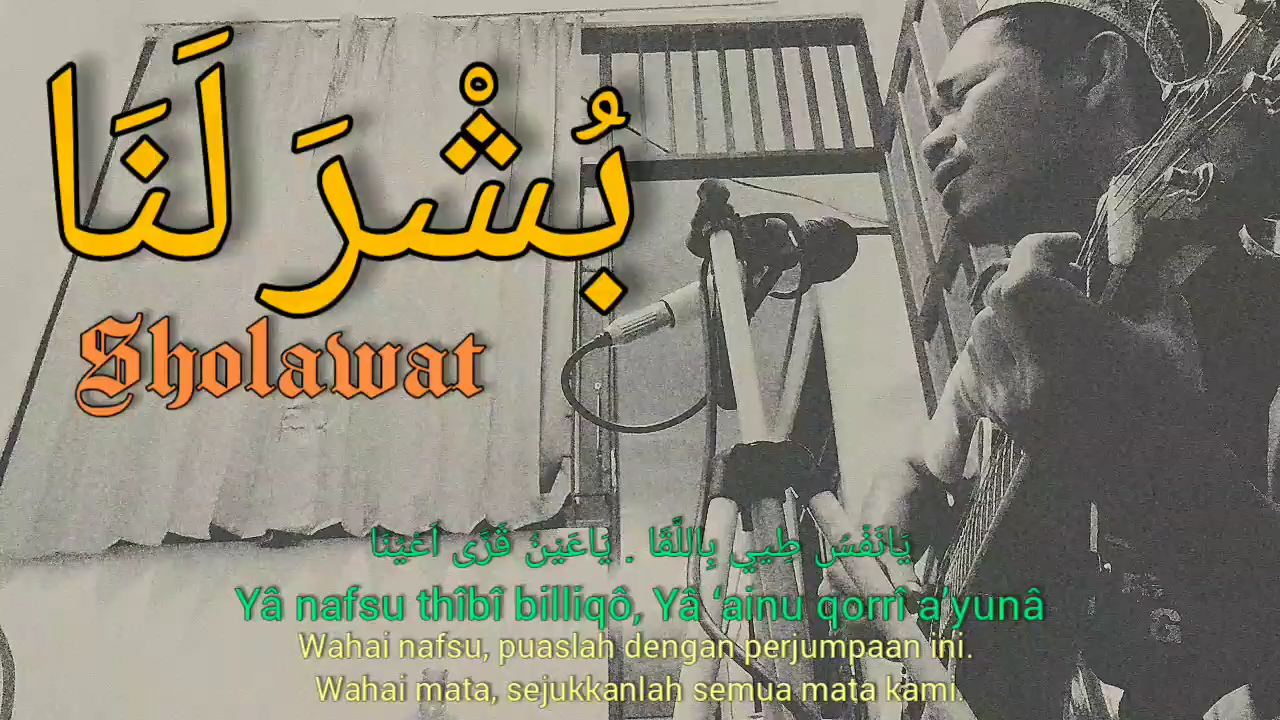 بُشْرَ لَنَا
Sholawat
يَانَفْسُ طِيبِي بِاللَّقَا . يَاعَيْنُ قَرَّى اَعْيُنَا
Yâ nafsu thîbî billiqô, Yâ ‘ainu qorrî a’yunâ
Wahai nafsu, puaslah dengan perjumpaan ini.
Wahai mata, sejukkanlah semua mata kami.